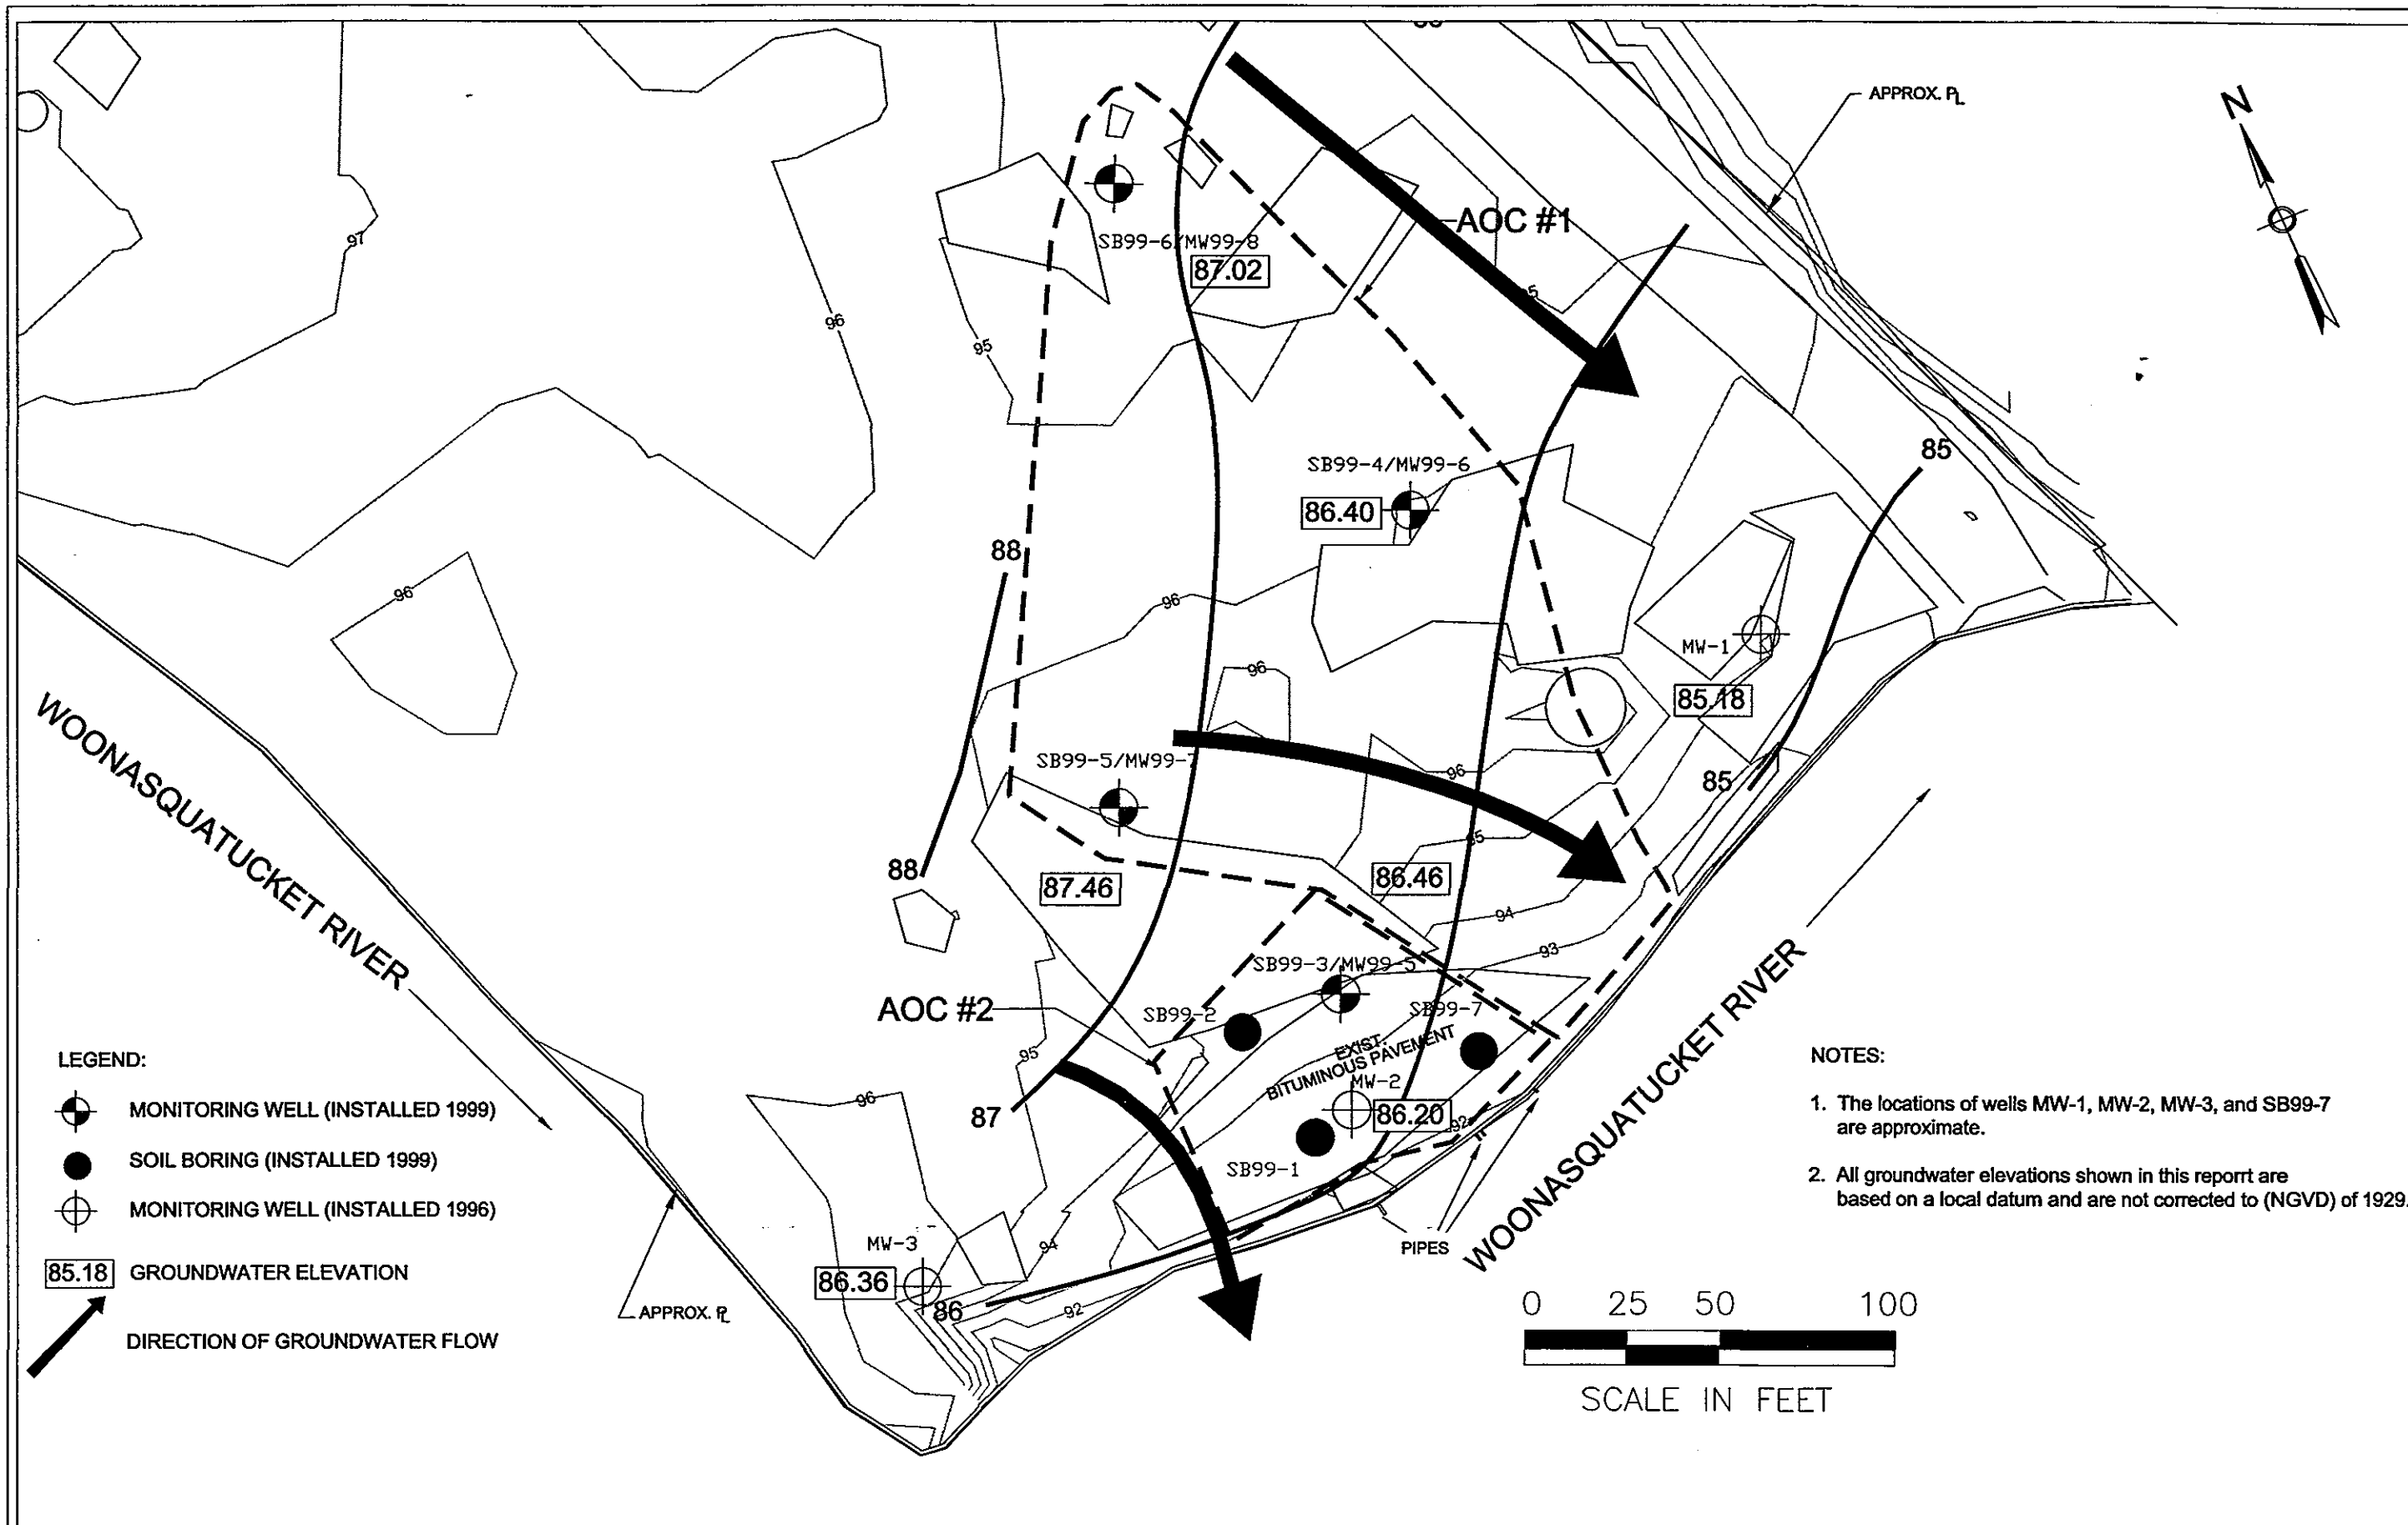 APPROX. PL
N
AOC #1
97
SB99-6/MW99-8
87.02
96
95
95
SB99-4/MW99-6
86.40
85
88
96
96
MW-1
85.18
96
WOONASQUATUCKET RIVER
SB99-5/MW99-7
96
85
95
88
87.46
86.46
94
93
SB99-3/MW99-5
AOC #2
SB99-2
SB99-7
EXIST.
BITUMINOUS PAVEMENT
WOONASQUATUCKET RIVER
95
MW-2
86.20
96
87
92
SB99-1
PIPES
94
MW-3
86.36
86
92
APPROX. PL
LEGEND:
MONITORING WELL (INSTALLED 1999)
SOIL BORING (INSTALLED 1999)
MONITORING WELL (INSTALLED 1996)
85.18 GROUNDWATER ELEVATION
DIRECTION OF GROUNDWATER FLOW
NOTES:
1. The locations of wells MW-1, MW-2, MW-3, and SB99-7
are approximate.
2. All groundwater elevations shown in this reporrt are
based on a local datum and are not corrected to (NGVD) of 1929.
0 25 50 100
SCALE IN FEET